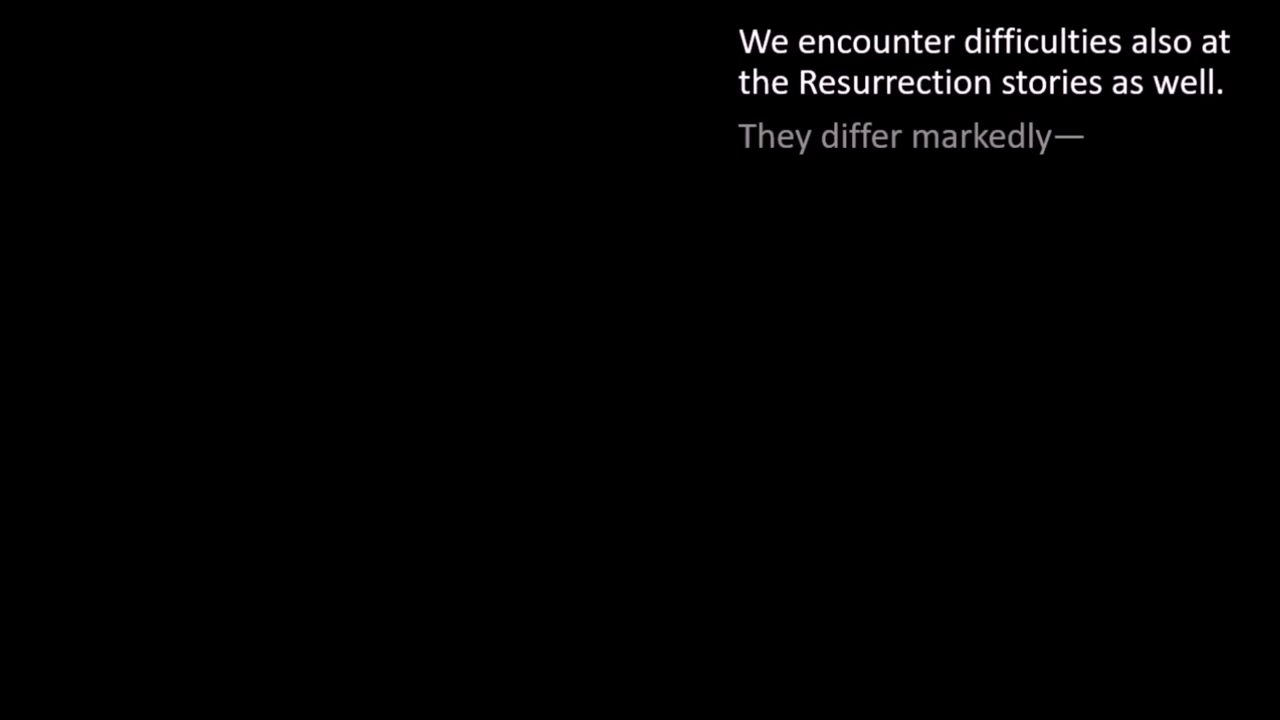 We encounter difficulties also at
the Resurrection stories as well.
They differ markedly—